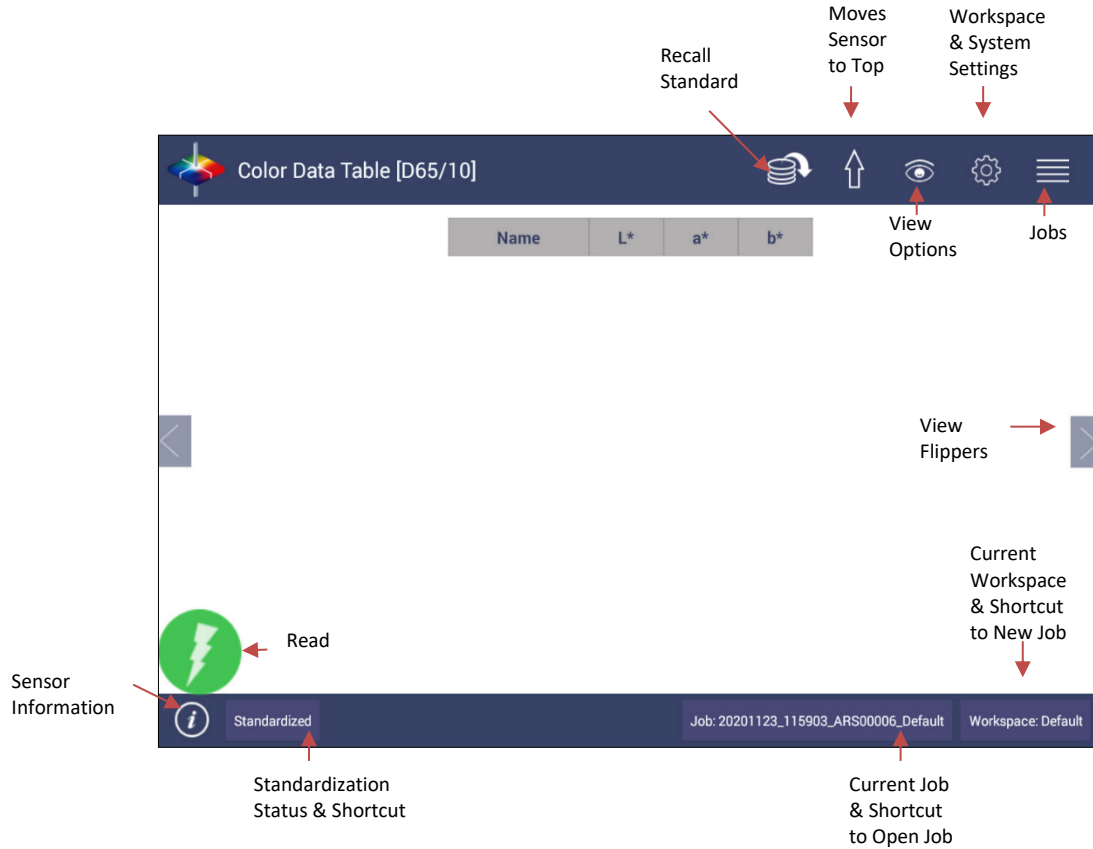 Moves
Sensor
to Top
Workspace
& System
Settings
Recall
Standard
Color Data Table [D65/10]
Name L* a* b*
View
Options
Jobs
View
Flippers
Current
Workspace
& Shortcut
to New Job
Read
Sensor
Information
i
Standardized
Job: 20201123_115903_ARS00006_Default
Workspace: Default
Standardization
Status & Shortcut
Current Job
& Shortcut
to Open Job